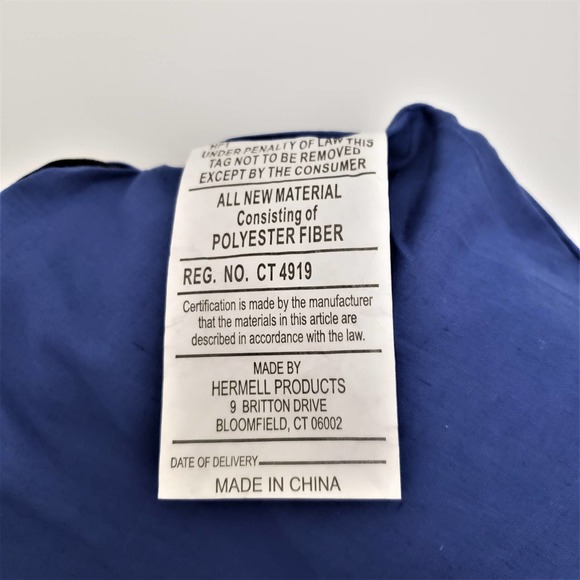 UNDER PENALTY OF LAW THIS
TAG NOT TO BE REMOVED
EXCEPT BY THE CONSUMER
ALL NEW MATERIAL
Consisting of
POLYESTER FIBER
REG. NO. CT 4919
Certification is made by the manufacturer
that the materials in this article are
described in accordance with the law.
MADE BY
HERMELL PRODUCTS
9 BRITTON DRIVE
BLOOMFIELD, CT 06002
DATE OF DELIVERY
MADE IN CHINA